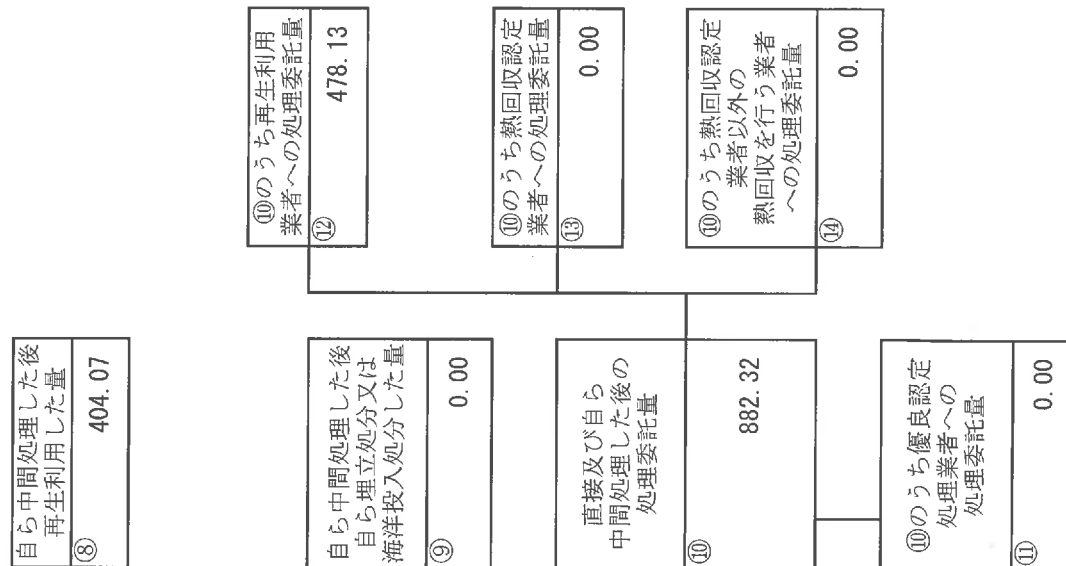 自ら中間処理した後
再生利用した量
⑧
404.07
自ら中間処理した後
自ら埋立処分又は
海洋投入処分した量
⑨
0.00
直接及び自ら
中間処理した後の
処理委託量
⑩
882.32
⑩のうち優良認定
処理業者への
処理委託量
⑪
0.00
⑩のうち再生利用
業者への処理委託量
⑫
478.13
⑩のうち熱回収認定
業者への処理委託量
⑬
0.00
⑩のうち熱回収認定
業者以外の
熱回収を行う業者
への処理委託量
⑭
0.00